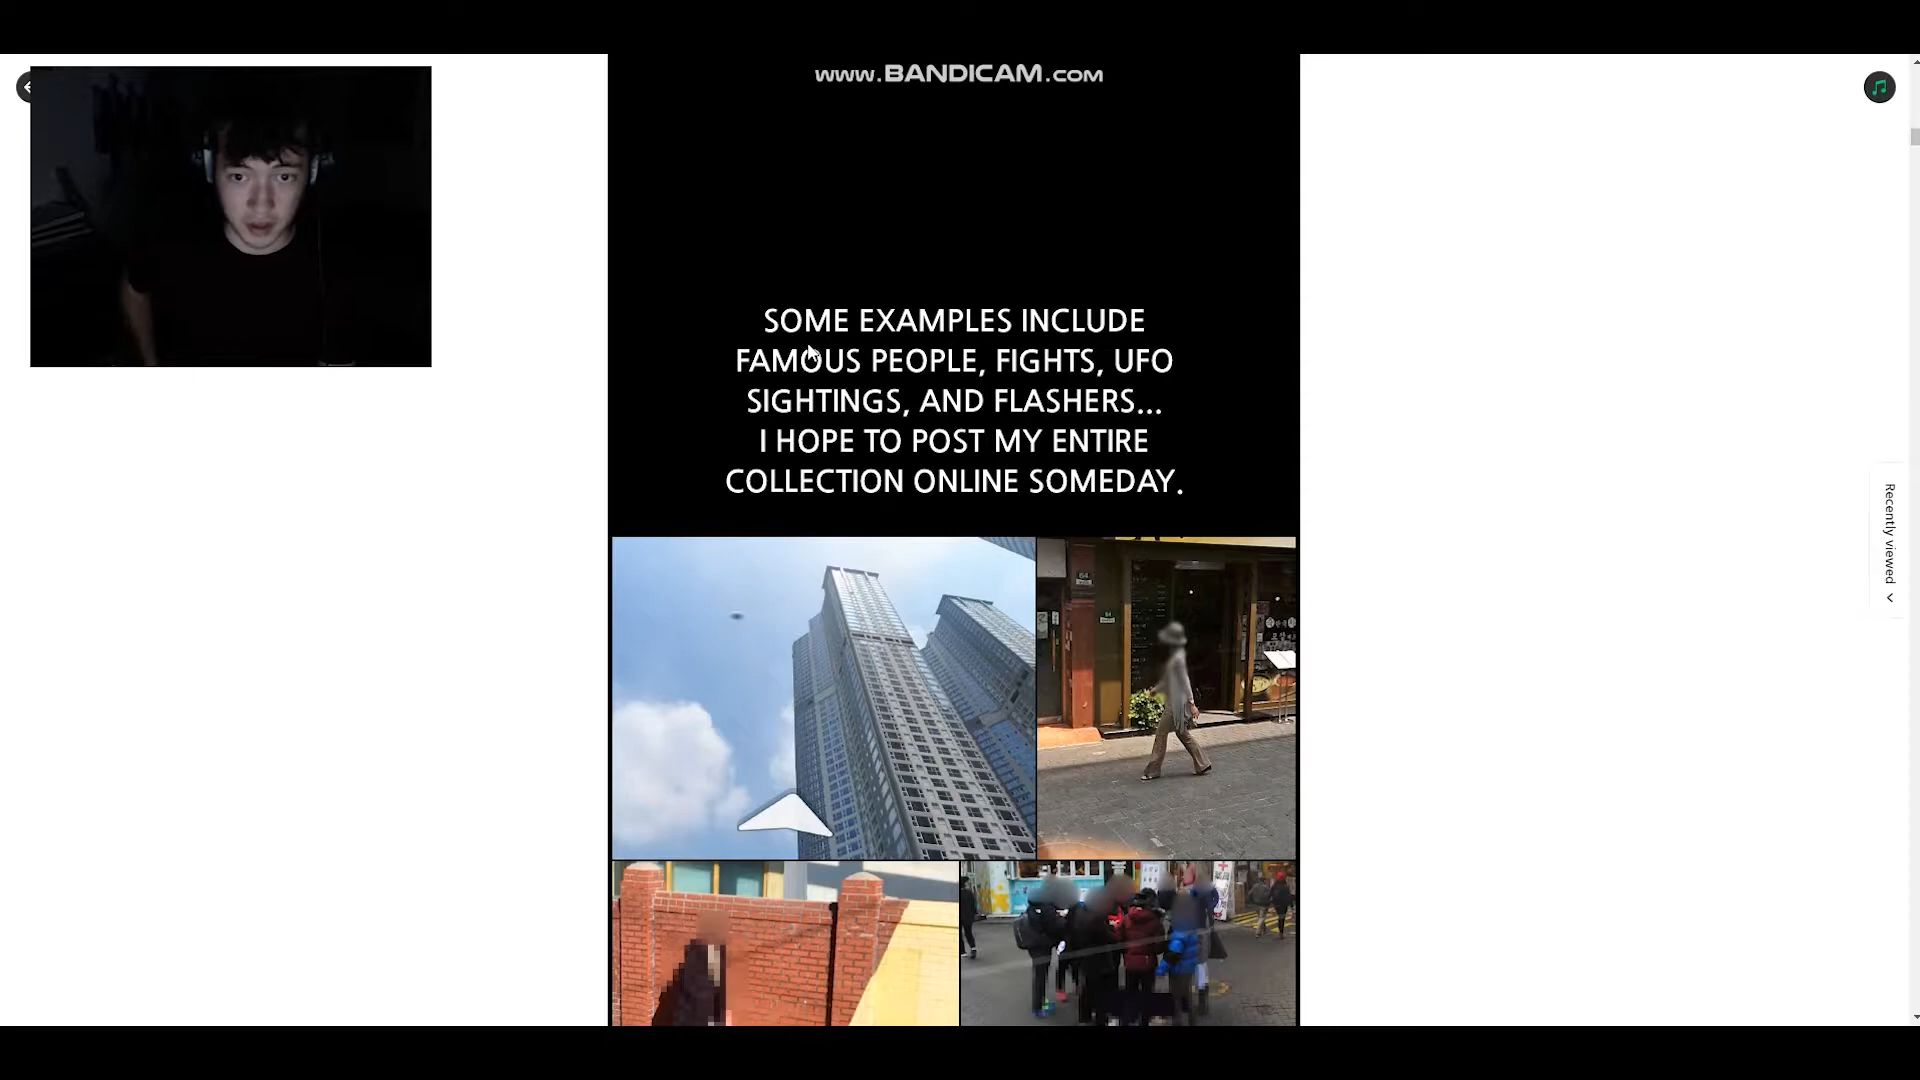 www.BANDICAM.com
SOME EXAMPLES INCLUDE
FAMOUS PEOPLE, FIGHTS, UFO
SIGHTINGS, AND FLASHERS...
I HOPE TO POST MY ENTIRE
COLLECTION ONLINE SOMEDAY.
Recently viewed